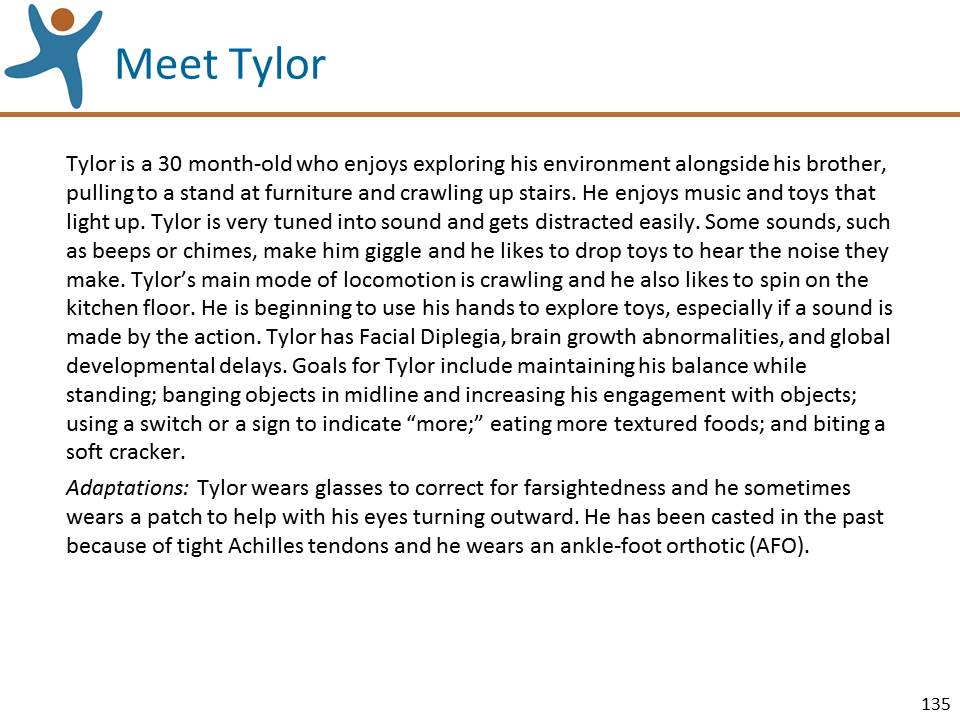 Meet Tylor
Tylor is a 30 month-old who enjoys exploring his environment alongside his brother,
pulling to a stand at furniture and crawling up stairs. He enjoys music and toys that
light up. Tylor is very tuned into sound and gets distracted easily. Some sounds, such
as beeps or chimes, make him giggle and he likes to drop toys to hear the noise they
make. Tylor’s main mode of locomotion is crawling and he also likes to spin on the
kitchen floor. He is beginning to use his hands to explore toys, especially if a sound is
made by the action. Tylor has Facial Diplegia, brain growth abnormalities, and global
developmental delays. Goals for Tylor include maintaining his balance while
standing; banging objects in midline and increasing his engagement with objects;
using a switch or a sign to indicate “more;” eating more textured foods; and biting a
soft cracker.
Adaptations: Tylor wears glasses to correct for farsightedness and he sometimes
wears a patch to help with his eyes turning outward. He has been casted in the past
because of tight Achilles tendons and he wears an ankle-foot orthotic (AFO).
135